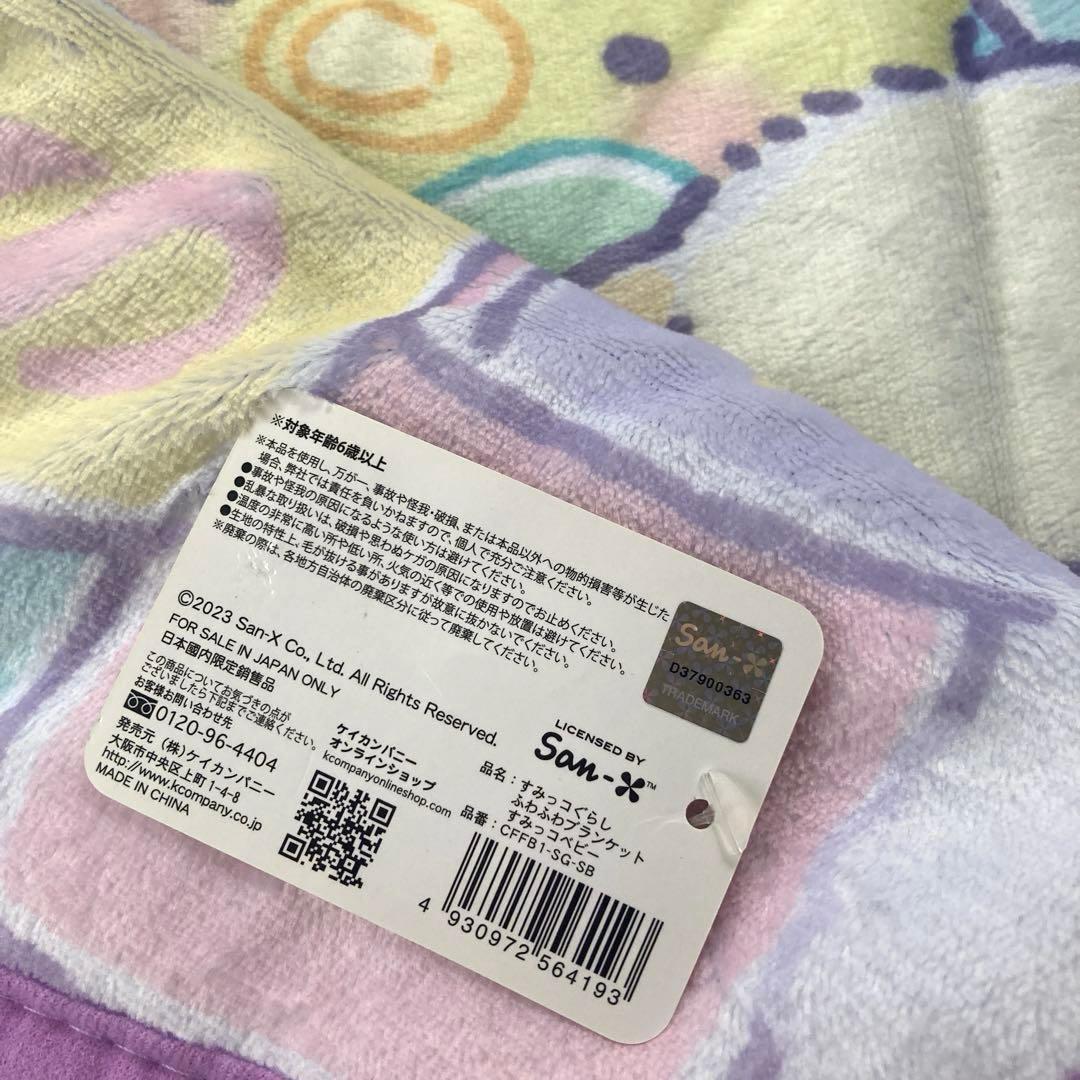 ※対象年齢6歳以上
※本品を使用し、万が一、事故や怪我・破損、または本品以外への物的損害等が生じた
場合、弊社では責任を負いかねますので、個人で充分ご注意ください。
●事故や怪我の原因になるような使い方は避けてください。
●乱暴な取り扱いは、破損や思わぬケガの原因になりますのでお止めください。
●温度の非常に高い所や低い所、火気の近く等での使用や放置は避けてください。
●生地の特性上、毛が抜ける事がありますが故意に抜かないでください。
※廃棄の際は、各地方自治体の廃棄区分に従って廃棄してください。
©2023 San-X Co., Ltd. All Rights Reserved.
FOR SALE IN JAPAN ONLY
日本國内限定銷售品
この商品についてお気づきの点が
ございましたら下記までご連絡ください。
お客様お問い合わせ先
0120-96-4404
発売元 (株)ケイカンパニー
大阪市中央区上町1-4-8
http://www.kcompany.co.jp
MADE IN CHINA
ケイカンパニー
オンラインショップ
kcompanyonlineshop.com
San-X
D37900363
TRADEMARK
LICENSED BY
San-X™
品名:すみっコぐらし
ふわふわブランケット
すみっコベビー
品番:CFFB1-SG-SB
4 930972 564193